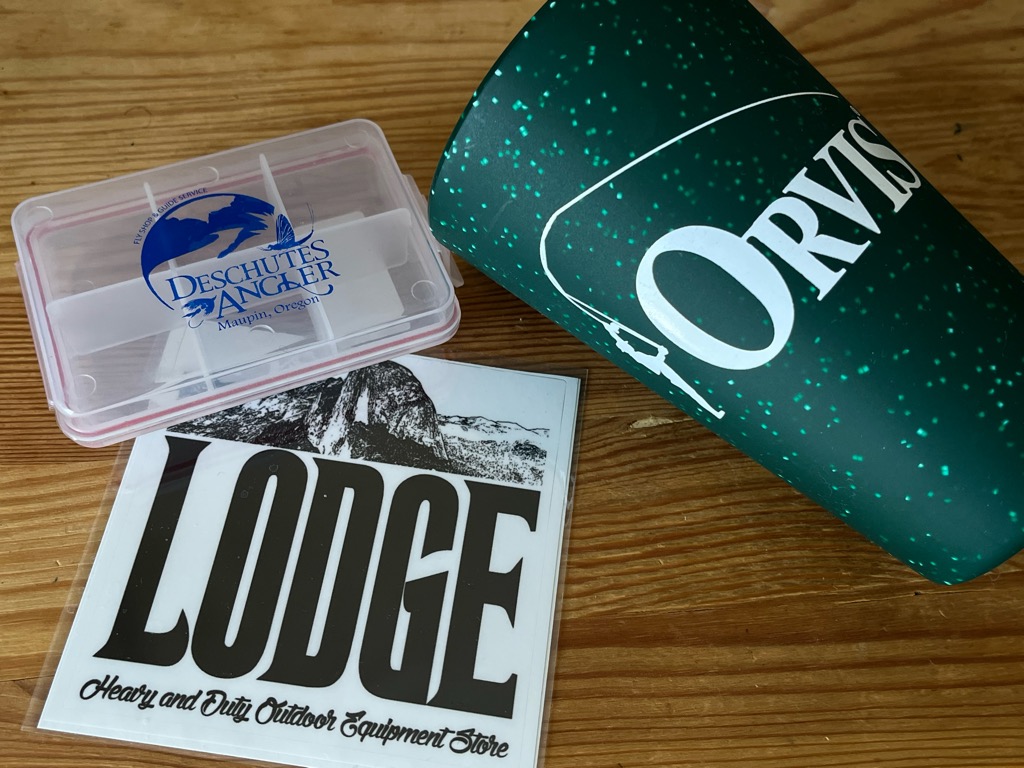 FLY SHOP & GUIDE SERVICE
DESCHUTES
ANGLER
Maupin, Oregon
ORVIS
LODGE
Heavy and Duty Outdoor Equipment Store